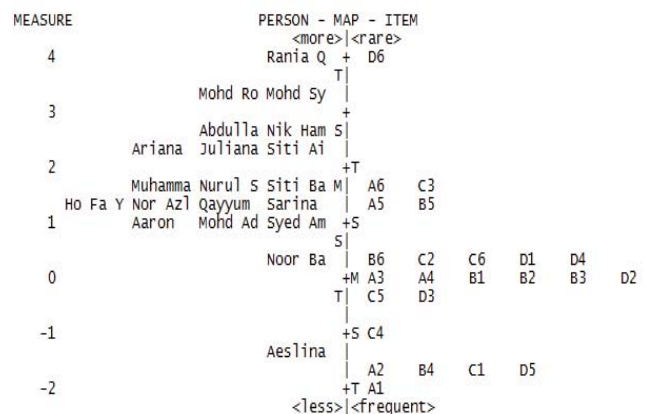 MEASURE PERSON - MAP - ITEM
<more>|<rare>
4 Rania Q + D6
T|
Mohd Ro Mohd Sy |
3 +
Abdulla Nik Ham S|
Ariana Juliana Siti Ai |
2 +T
Muhamma Nurul S Siti Ba M| A6 C3
Ho Fa Y Nor Azl Qayyum Sarina | A5 B5
1 Aaron Mohd Ad Syed Am +S
S|
Noor Ba | B6 C2 C6 D1 D4
0 +M A3 A4 B1 B2 B3 D2
T| C5 D3
|
-1 +S C4
Aeslina |
| A2 B4 C1 D5
-2 +T A1
<less>|<frequent>